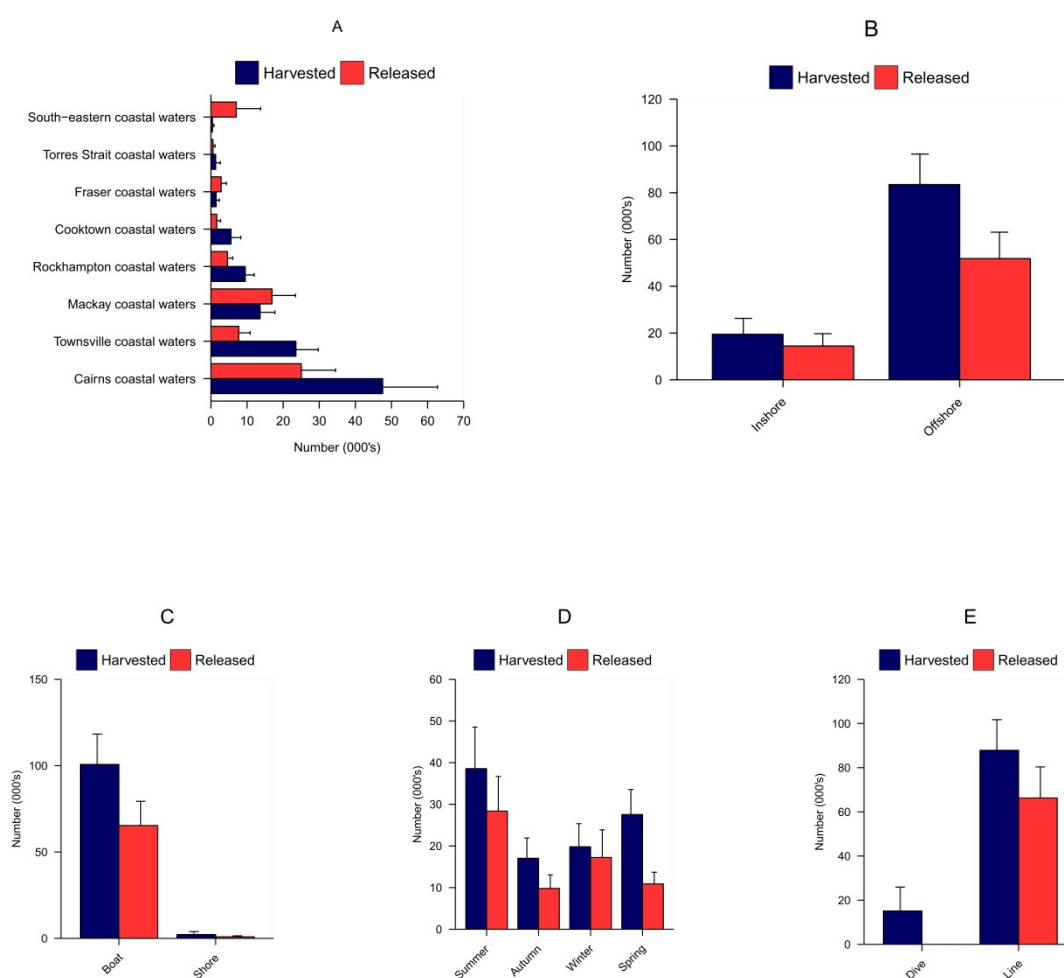 A
Harvested Released
South-eastern coastal waters
Torres Strait coastal waters
Fraser coastal waters
Cooktown coastal waters
Rockhampton coastal waters
Mackay coastal waters
Townsville coastal waters
Cairns coastal waters
0 10 20 30 40 50 60 70
Number (000's)
B
Harvested Released
120
100
80
60
40
20
0
Number (000's)
Inshore Offshore
C
Harvested Released
150
100
50
0
Number (000's)
Boat Shore
D
Harvested Released
60
50
40
30
20
10
0
Number (000's)
Summer Autumn Winter Spring
E
Harvested Released
120
100
80
60
40
20
0
Number (000's)
Dive Line